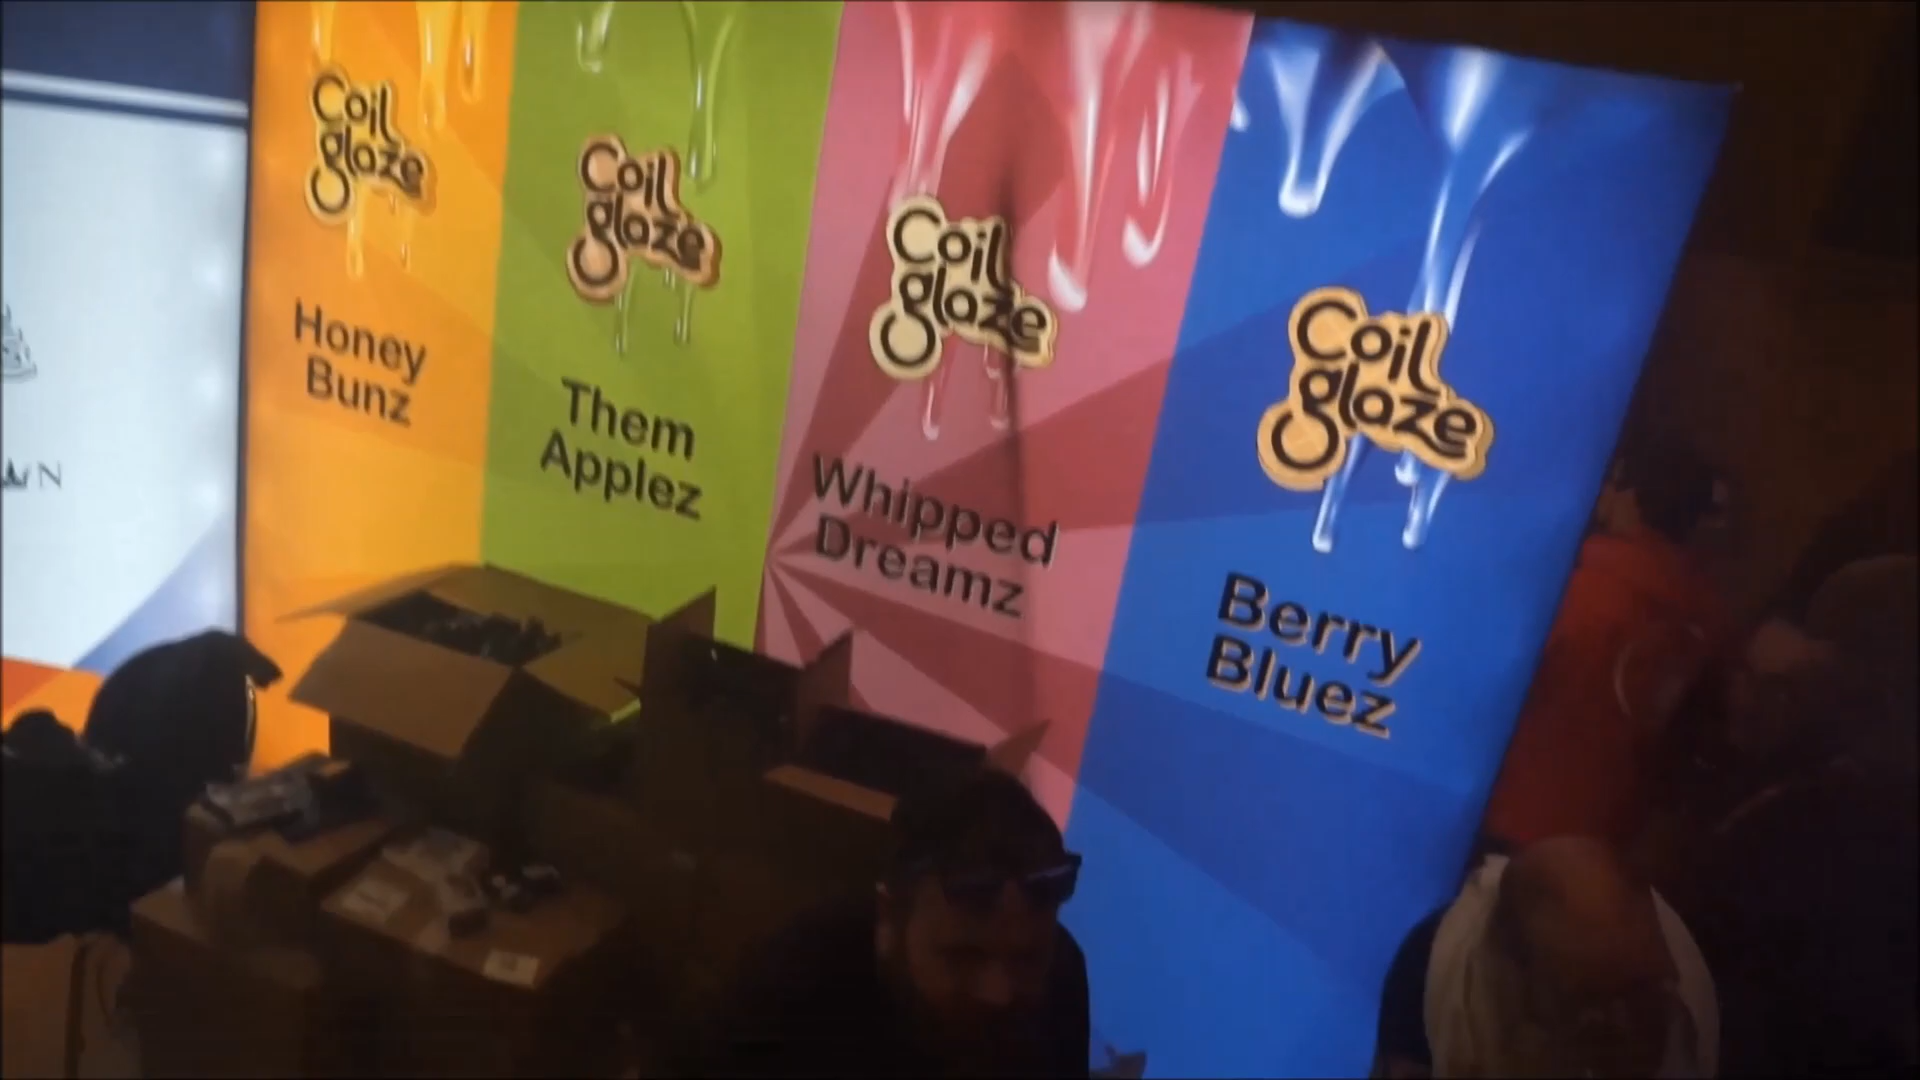 Coil
glaze
Honey
Bunz
Coil
glaze
Them
Applez
Coil
glaze
Whipped
Dreamz
Coil
glaze
Berry
Bluez